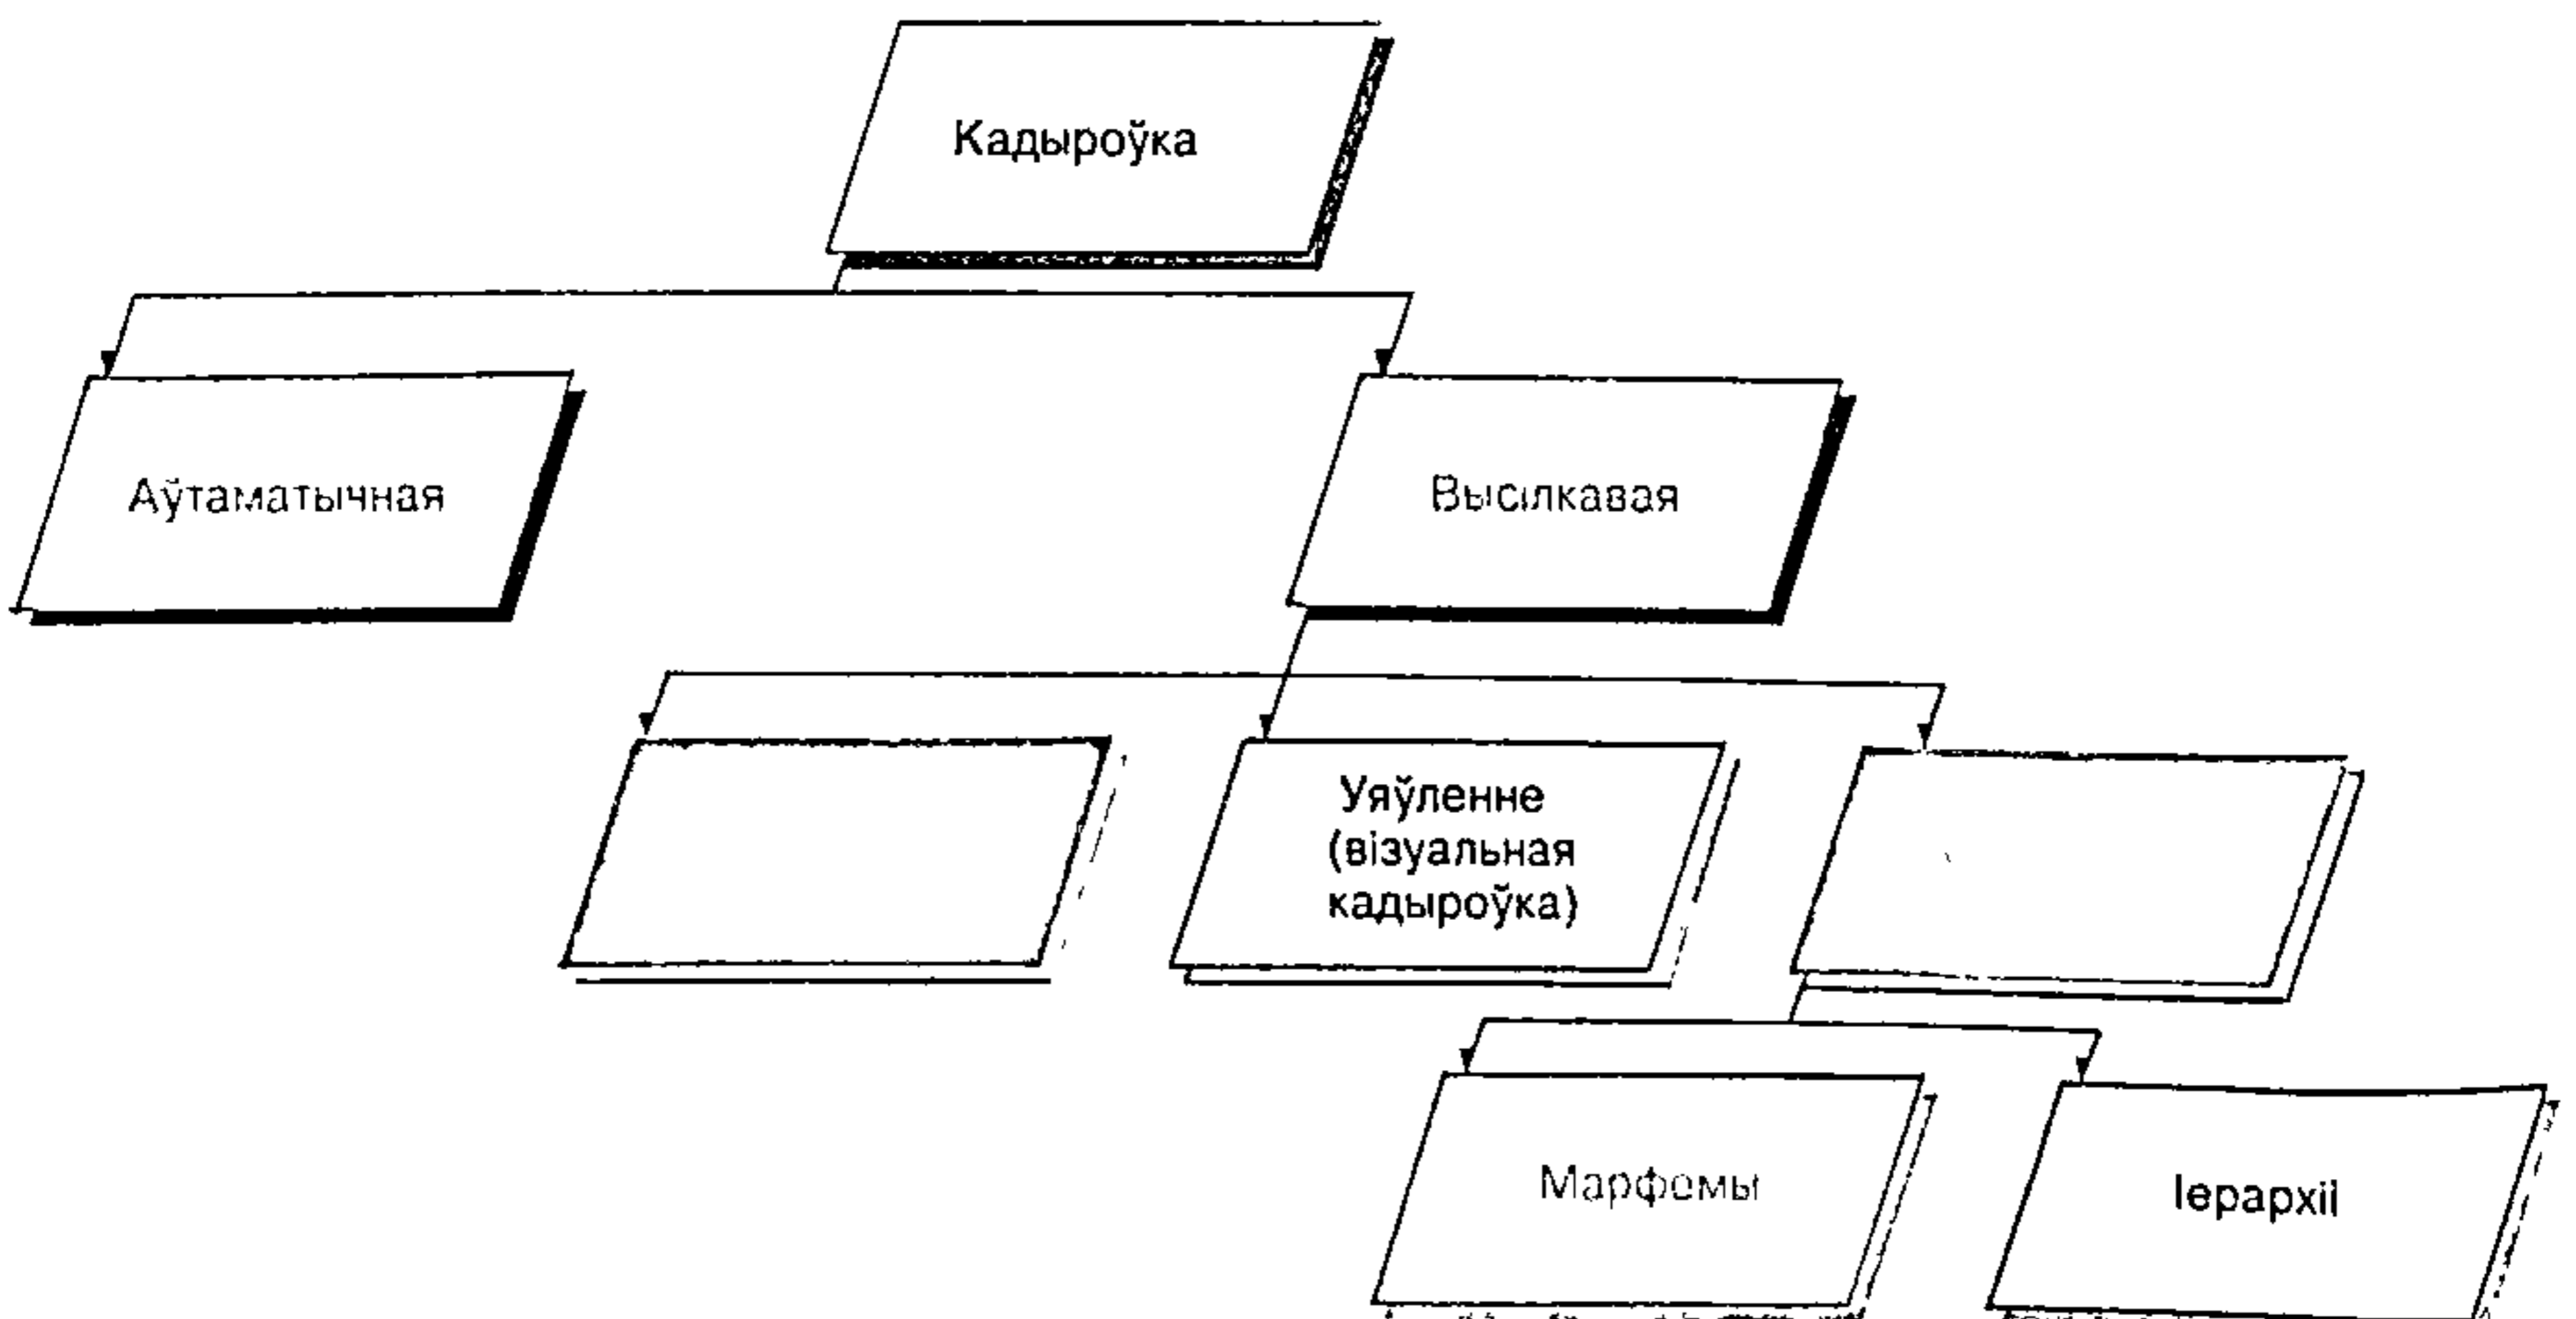 Кадыроўка
Аўтаматычная
Высілкавая
Уяўленне
(візуальная
кадыроўка)
Марфемы
Іерархіі